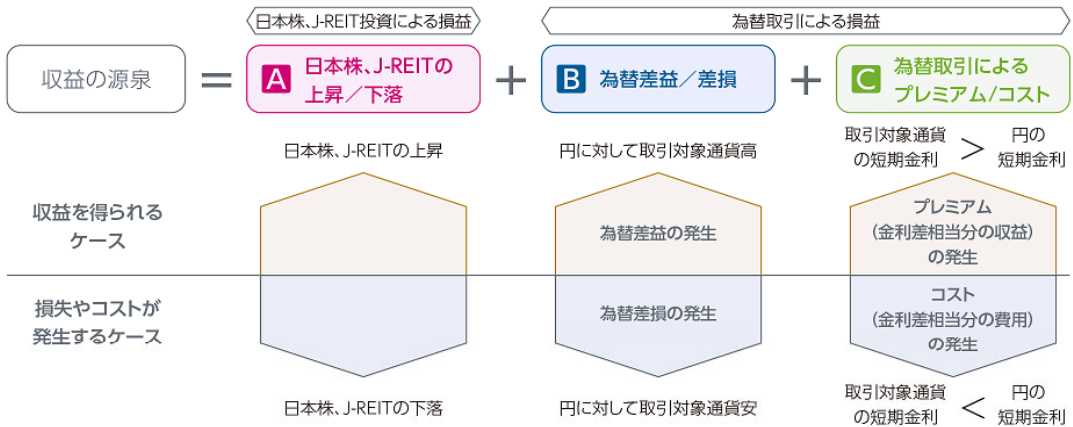 日本株、J-REIT投資による損益
為替取引による損益
収益の源泉
=
A
日本株、J-REITの
上昇／下落
+
B
為替差益／差損
+
C
為替取引による
プレミアム/コスト
日本株、J-REITの上昇
円に対して取引対象通貨高
取引対象通貨
の短期金利
>
円の
短期金利
収益を得られる
ケース
為替差益の発生
プレミアム
(金利差相当分の収益)
の発生
損失やコストが
発生するケース
為替差損の発生
コスト
(金利差相当分の費用)
の発生
日本株、J-REITの下落
円に対して取引対象通貨安
取引対象通貨
の短期金利
<
円の
短期金利